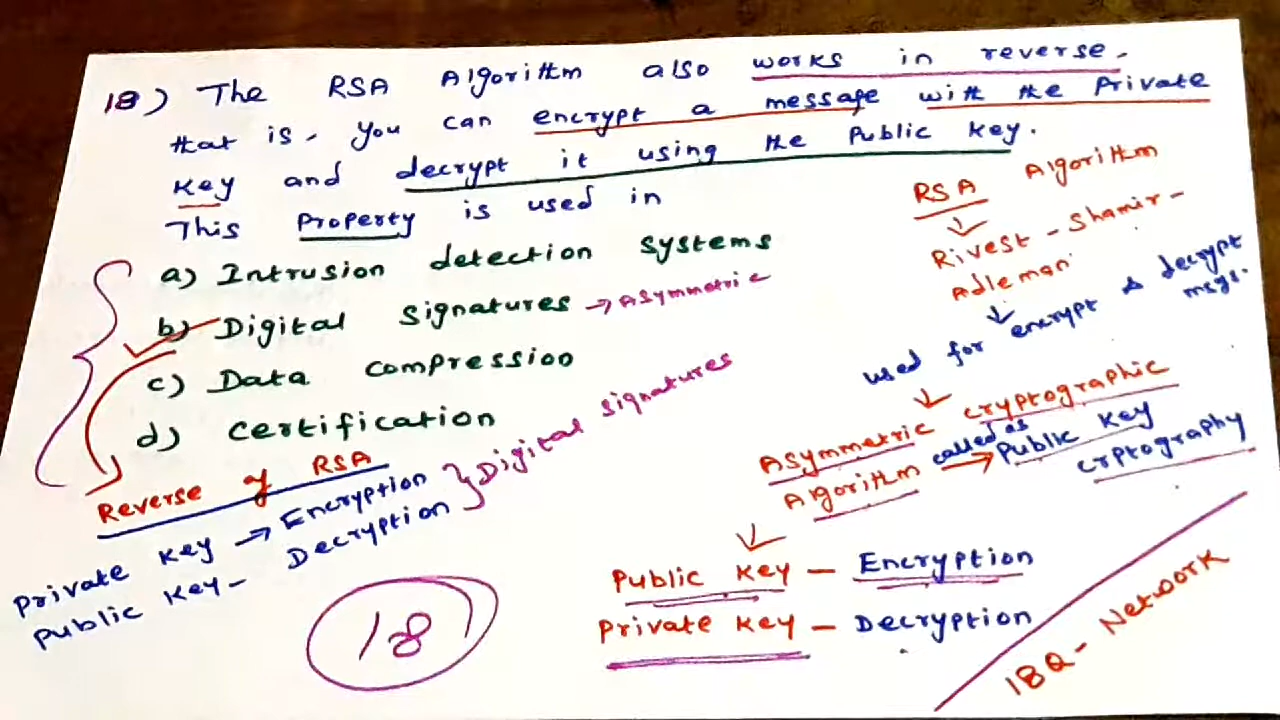 18) The RSA Algorithm also works in reverse.
that is, you can encrypt a message with the Private
Key and decrypt it using the Public Key.
This Property is used in
a) Intrusion detection systems
b) Digital signatures → Asymmetric
c) Data compression
d) certification
Reverse of RSA
Private Key → Encryption
Public Key - Decryption
} Digital signatures
18)
RSA Algorithm
↓
Rivest - Shamir -
Adleman
↓
used for encrypt & decrypt
msgs.
↓
Asymmetric cryptographic
Algorithm called as → Public Key
crptography
↓
Public Key - Encryption
Private Key - Decryption
18Q - Network